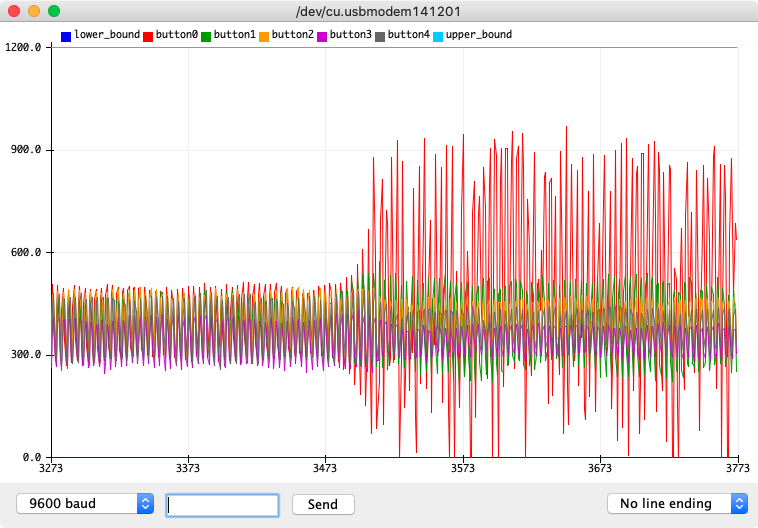 /dev/cu.usbmodem141201
lower_bound button0 button1 button2 button3 button4 upper_bound
1200.0
900.0
600.0
300.0
0.0
3273 3373 3473 3573 3673 3773
9600 baud Send No line ending